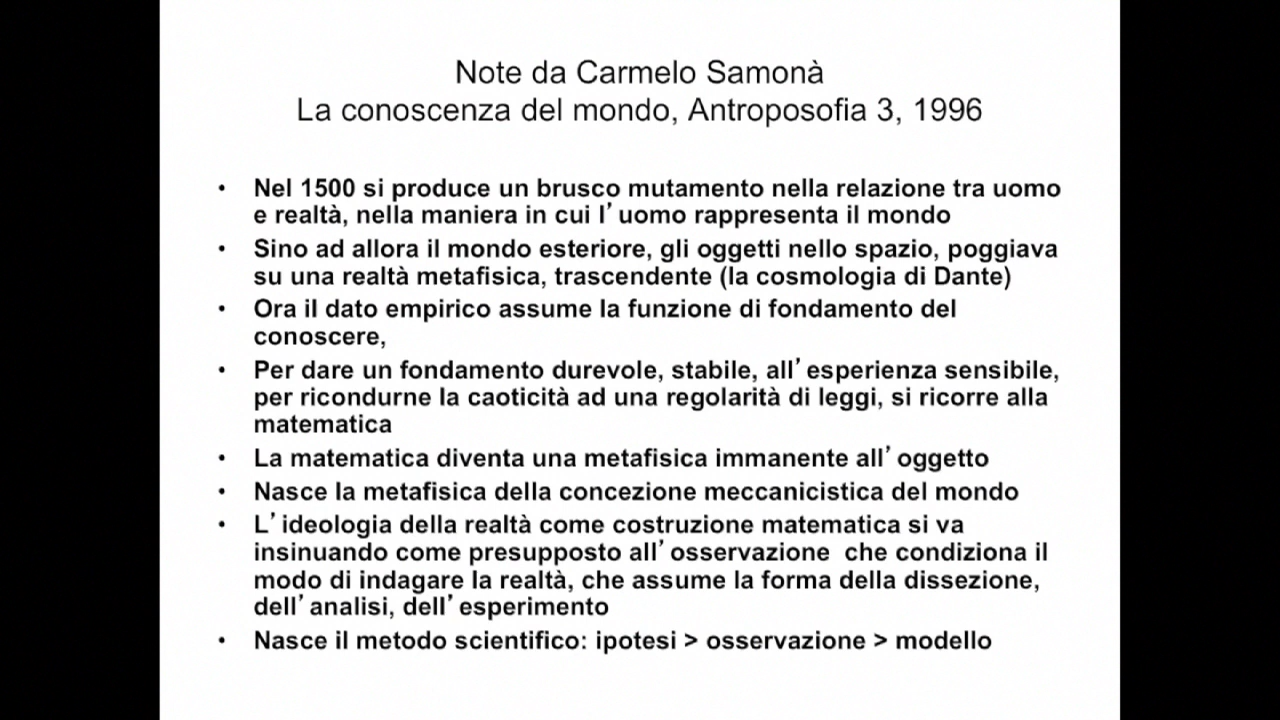 Note da Carmelo Samonà
La conoscenza del mondo, Antroposofia 3, 1996
• Nel 1500 si produce un brusco mutamento nella relazione tra uomo
e realtà, nella maniera in cui l’uomo rappresenta il mondo
• Sino ad allora il mondo esteriore, gli oggetti nello spazio, poggiava
su una realtà metafisica, trascendente (la cosmologia di Dante)
• Ora il dato empirico assume la funzione di fondamento del
conoscere,
• Per dare un fondamento durevole, stabile, all’esperienza sensibile,
per ricondurne la caoticità ad una regolarità di leggi, si ricorre alla
matematica
• La matematica diventa una metafisica immanente all’oggetto
• Nasce la metafisica della concezione meccanicistica del mondo
• L’ideologia della realtà come costruzione matematica si va
insinuando come presupposto all’osservazione  che condiziona il
modo di indagare la realtà, che assume la forma della dissezione,
dell’analisi, dell’esperimento
• Nasce il metodo scientifico: ipotesi > osservazione > modello